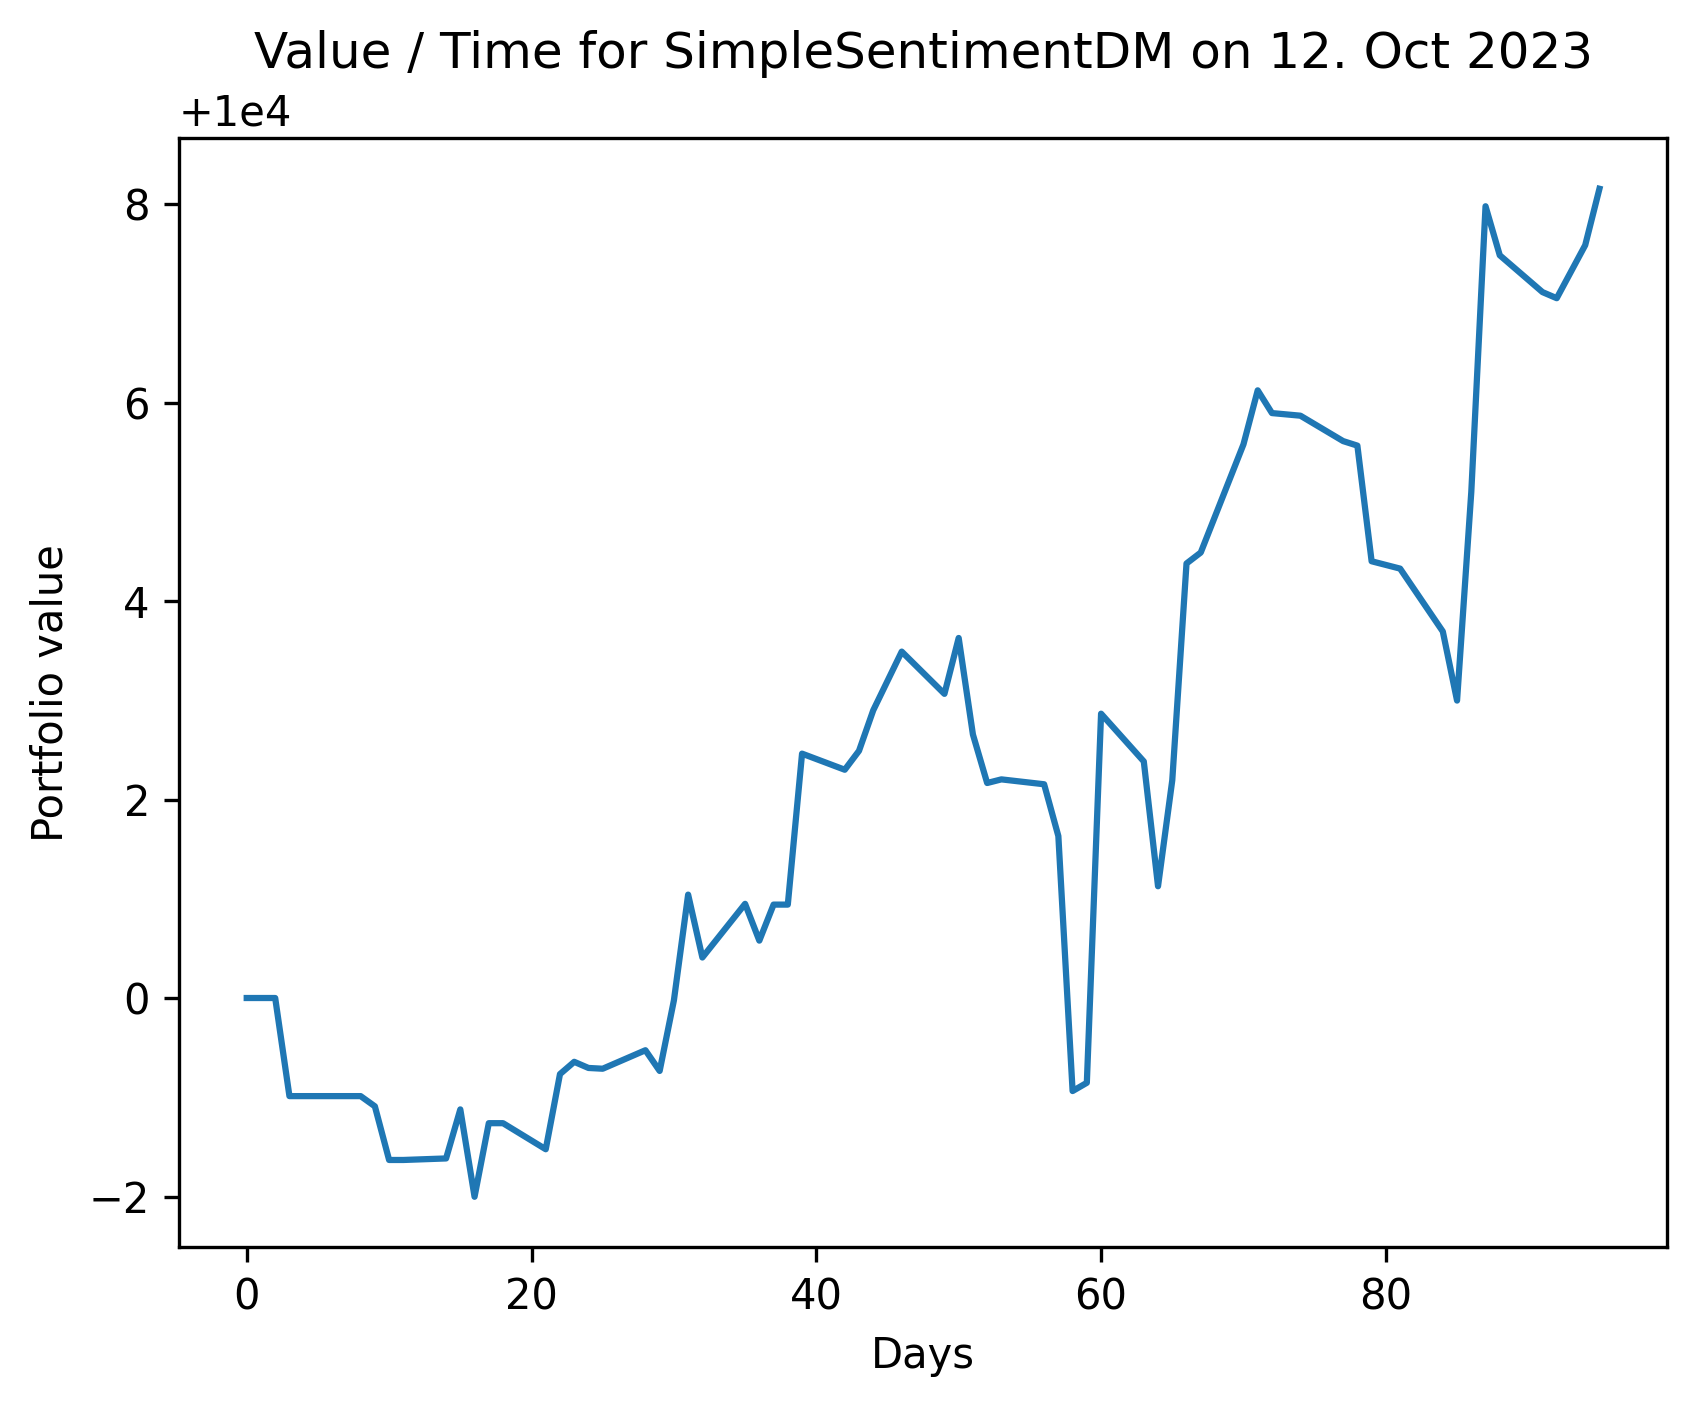 Value / Time for SimpleSentimentDM on 12. Oct 2023
+1e4
8
6
4
2
0
−2
Portfolio value
0 20 40 60 80
Days